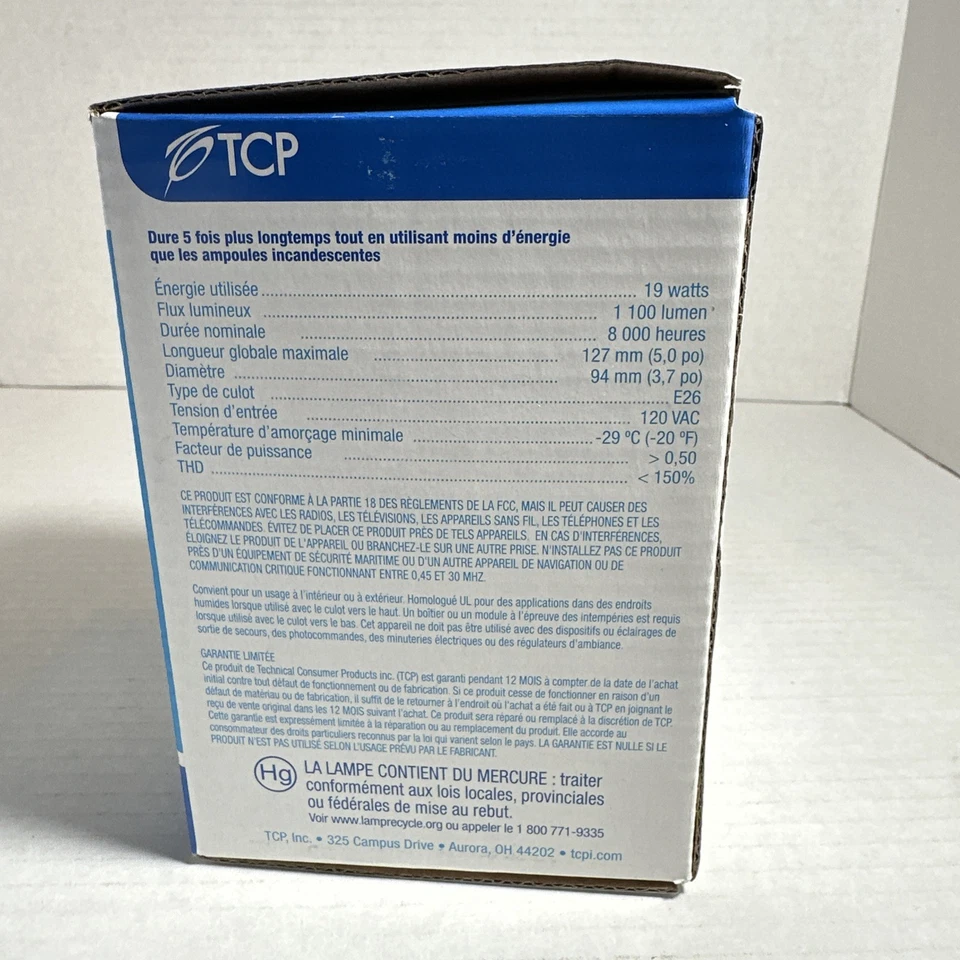 TCP
Dure 5 fois plus longtemps tout en utilisant moins d'énergie
que les ampoules incandescentes
Énergie utilisée ........ 19 watts
Flux lumineux ........ 1 100 lumen
Durée nominale ........ 8 000 heures
Longueur globale maximale ........ 127 mm (5,0 po)
Diamètre ........ 94 mm (3,7 po)
Type de culot ........ E26
Tension d'entrée ........ 120 VAC
Température d'amorçage minimale ........ -29 ºC (-20 ºF)
Facteur de puissance ........ > 0,50
THD ........ < 150%
CE PRODUIT EST CONFORME À LA PARTIE 18 DES RÈGLEMENTS DE LA FCC, MAIS IL PEUT CAUSER DES
INTERFÉRENCES AVEC LES RADIOS, LES TÉLÉVISIONS, LES APPAREILS SANS FIL, LES TÉLÉPHONES ET LES
TÉLÉCOMMANDES. ÉVITEZ DE PLACER CE PRODUIT PRÈS DE TELS APPAREILS. EN CAS D'INTERFÉRENCES,
ÉLOIGNEZ LE PRODUIT DE L'APPAREIL OU BRANCHEZ-LE SUR UNE AUTRE PRISE. N'INSTALLEZ PAS CE PRODUIT
PRÈS D'UN ÉQUIPEMENT DE SÉCURITÉ MARITIME OU D'UN AUTRE APPAREIL DE NAVIGATION OU DE
COMMUNICATION CRITIQUE FONCTIONNANT ENTRE 0,45 ET 30 MHZ.
Convient pour un usage à l'intérieur ou à extérieur. Homologué UL pour des applications dans des endroits
humides lorsque utilisé avec le culot vers le haut. Un boîtier ou un module à l'épreuve des intempéries est requis
lorsque utilisé avec le culot vers le bas. Cet appareil ne doit pas être utilisé avec des dispositifs ou éclairages de
sortie de secours, des photocommandes, des minuteries électriques ou des régulateurs d'ambiance.
GARANTIE LIMITÉE
Ce produit de Technical Consumer Products inc. (TCP) est garanti pendant 12 MOIS à compter de la date de l'achat
initial contre tout défaut de fonctionnement ou de fabrication. Si ce produit cesse de fonctionner en raison d'un
défaut de matériau ou de fabrication, il suffit de le retourner à l'endroit où l'achat a été fait ou à TCP en joignant le
reçu de vente original dans les 12 MOIS suivant l'achat. Ce produit sera réparé ou remplacé à la discrétion de TCP.
Cette garantie est expressément limitée à la réparation ou au remplacement du produit. Elle accorde au
consommateur des droits particuliers reconnus par la loi qui varient selon le pays. LA GARANTIE EST NULLE SI LE
PRODUIT N'EST PAS UTILISÉ SELON L'USAGE PRÉVU PAR LE FABRICANT.
Hg LA LAMPE CONTIENT DU MERCURE : traiter
conformément aux lois locales, provinciales
ou fédérales de mise au rebut.
Voir www.lamprecycle.org ou appeler le 1 800 771-9335
TCP, Inc. • 325 Campus Drive • Aurora, OH 44202 • tcpi.com